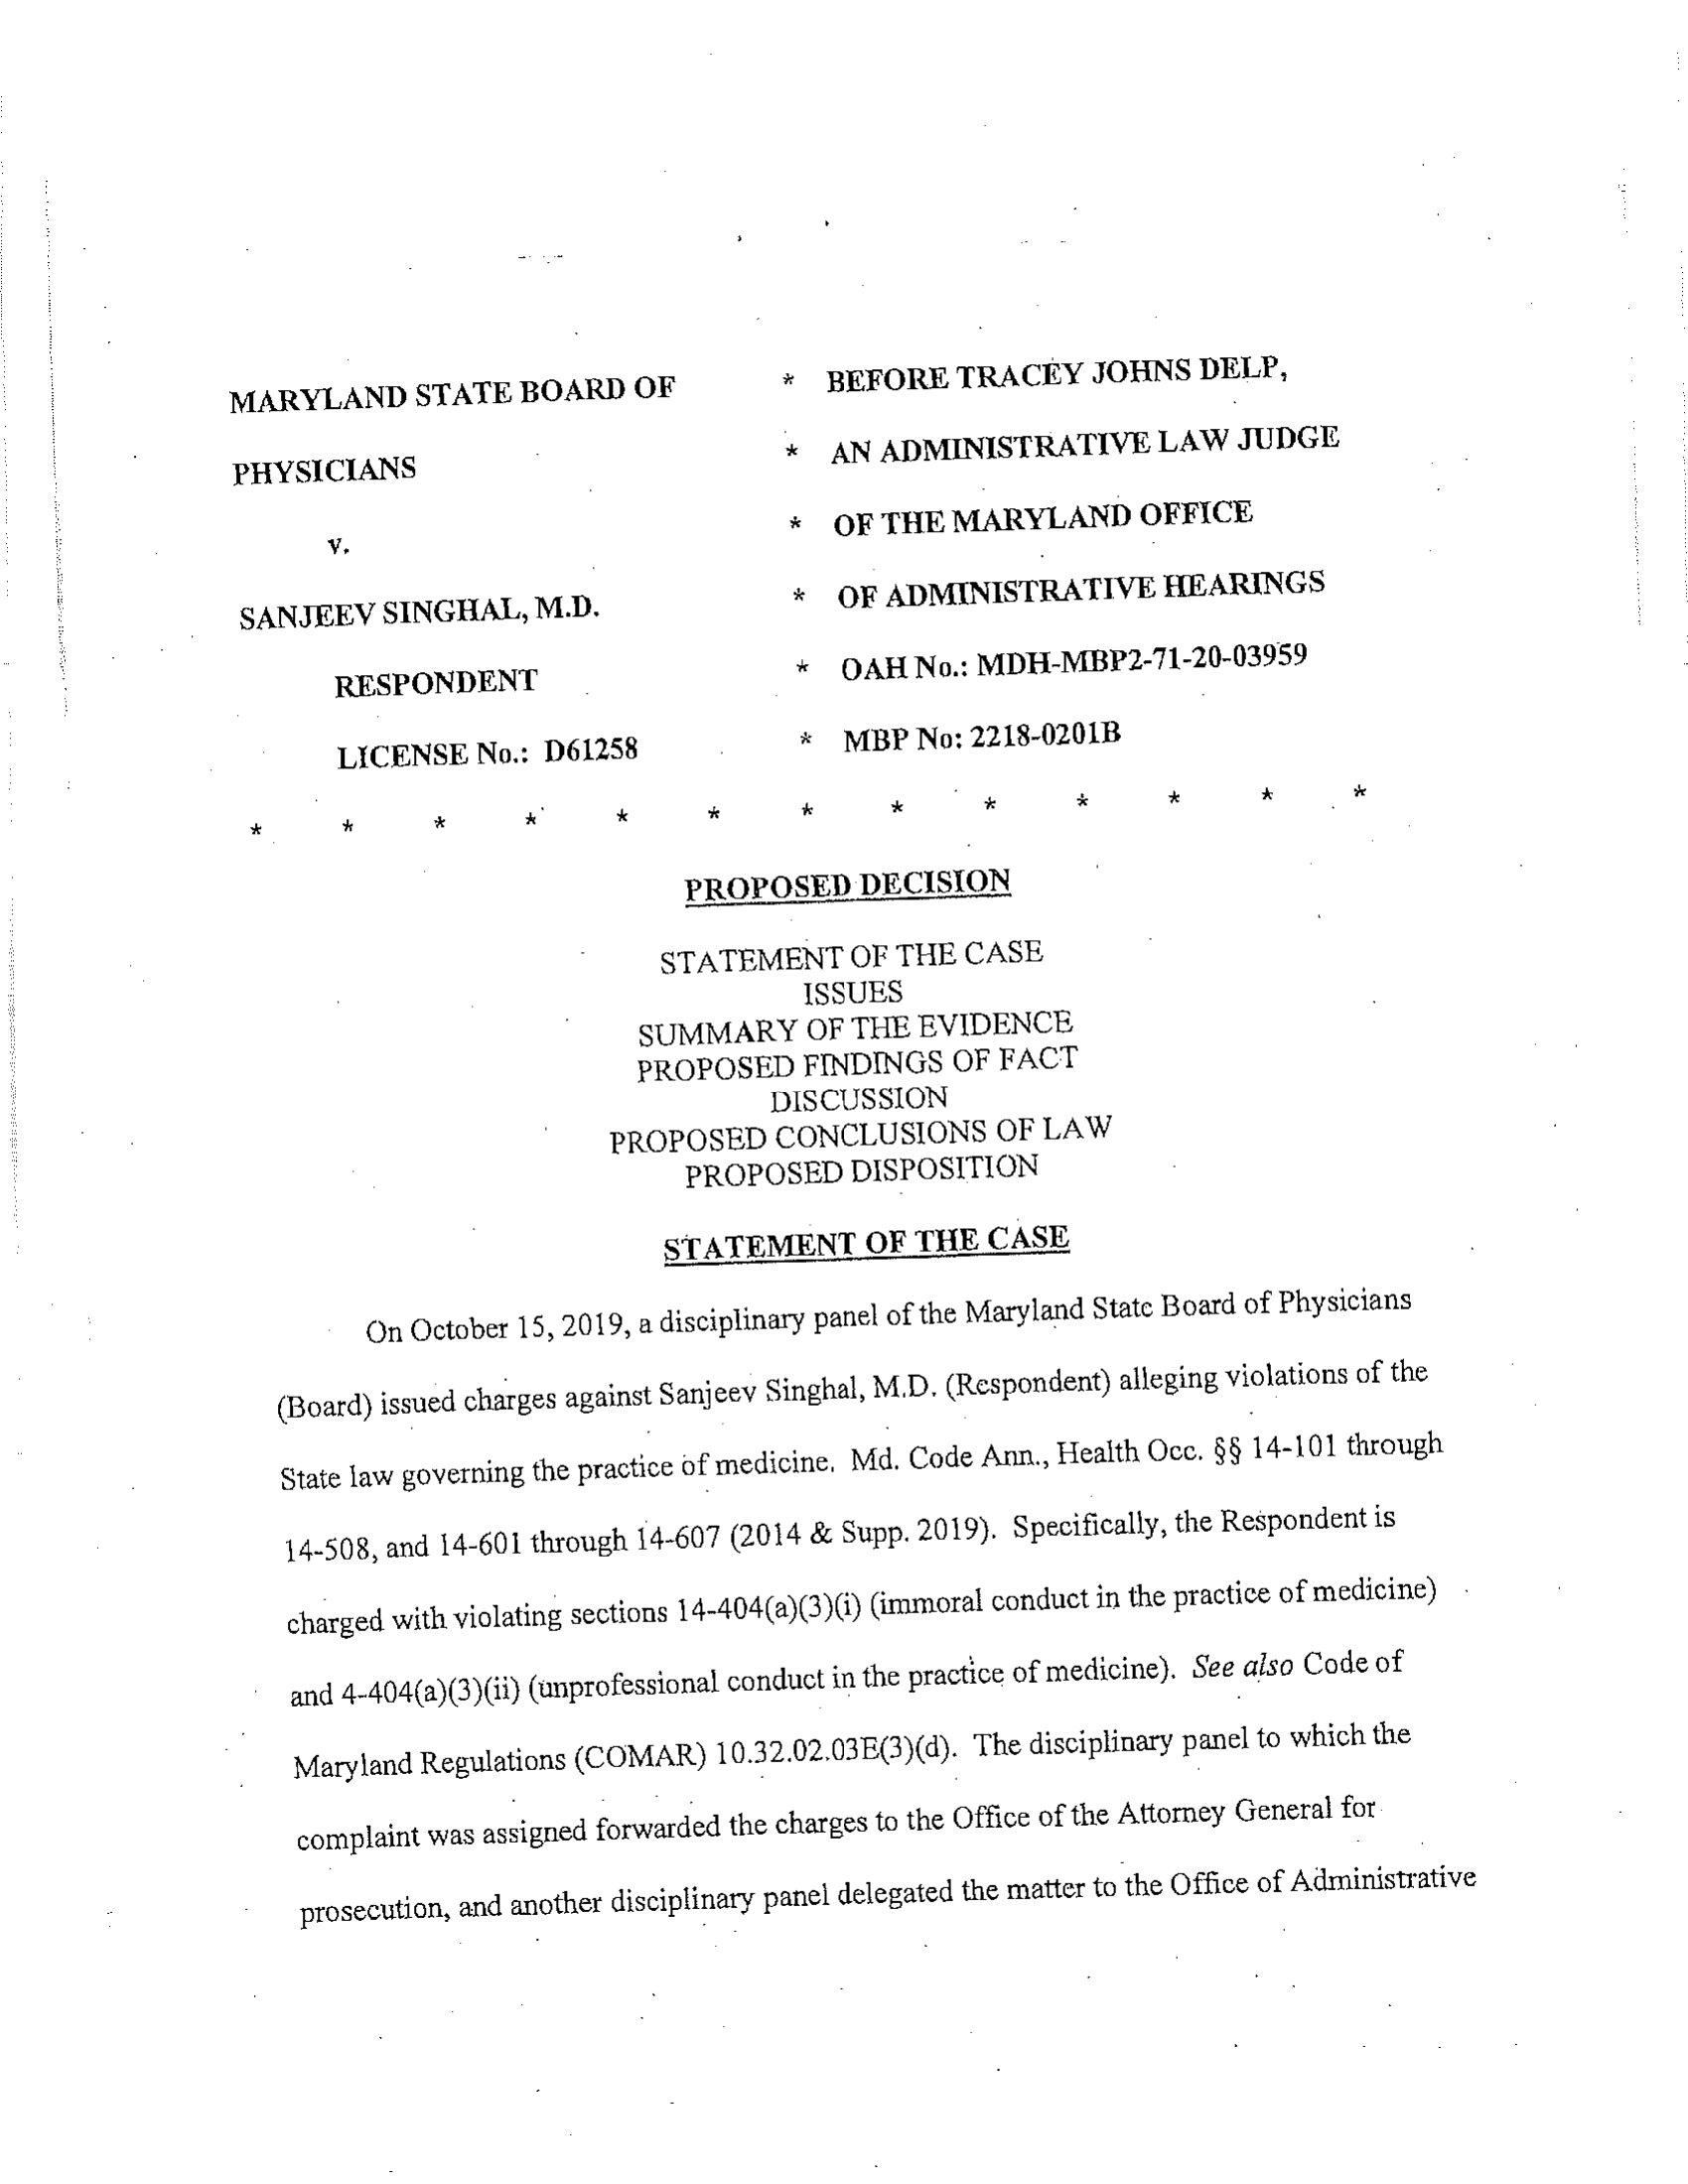 MARYLAND STATE BOARD OF * BEFORE TRACEY JOHNS DELP,
PHYSICIANS * AN ADMINISTRATIVE LAW JUDGE
v. * OF THE MARYLAND OFFICE
SANJEEV SINGHAL, M.D. * OF ADMINISTRATIVE HEARINGS
RESPONDENT * OAH No.: MDH-MBP2-71-20-03959
LICENSE No.: D61258 * MBP No: 2218-0201B
* * * * * * * * * * * * *
PROPOSED DECISION
STATEMENT OF THE CASE
ISSUES
SUMMARY OF THE EVIDENCE
PROPOSED FINDINGS OF FACT
DISCUSSION
PROPOSED CONCLUSIONS OF LAW
PROPOSED DISPOSITION
STATEMENT OF THE CASE
On October 15, 2019, a disciplinary panel of the Maryland State Board of Physicians
(Board) issued charges against Sanjeev Singhal, M.D. (Respondent) alleging violations of the
State law governing the practice of medicine. Md. Code Ann., Health Occ. §§ 14-101 through
14-508, and 14-601 through 14-607 (2014 & Supp. 2019). Specifically, the Respondent is
charged with violating sections 14-404(a)(3)(i) (immoral conduct in the practice of medicine)
and 4-404(a)(3)(ii) (unprofessional conduct in the practice of medicine). See also Code of
Maryland Regulations (COMAR) 10.32.02.03E(3)(d). The disciplinary panel to which the
complaint was assigned forwarded the charges to the Office of the Attorney General for
prosecution, and another disciplinary panel delegated the matter to the Office of Administrative